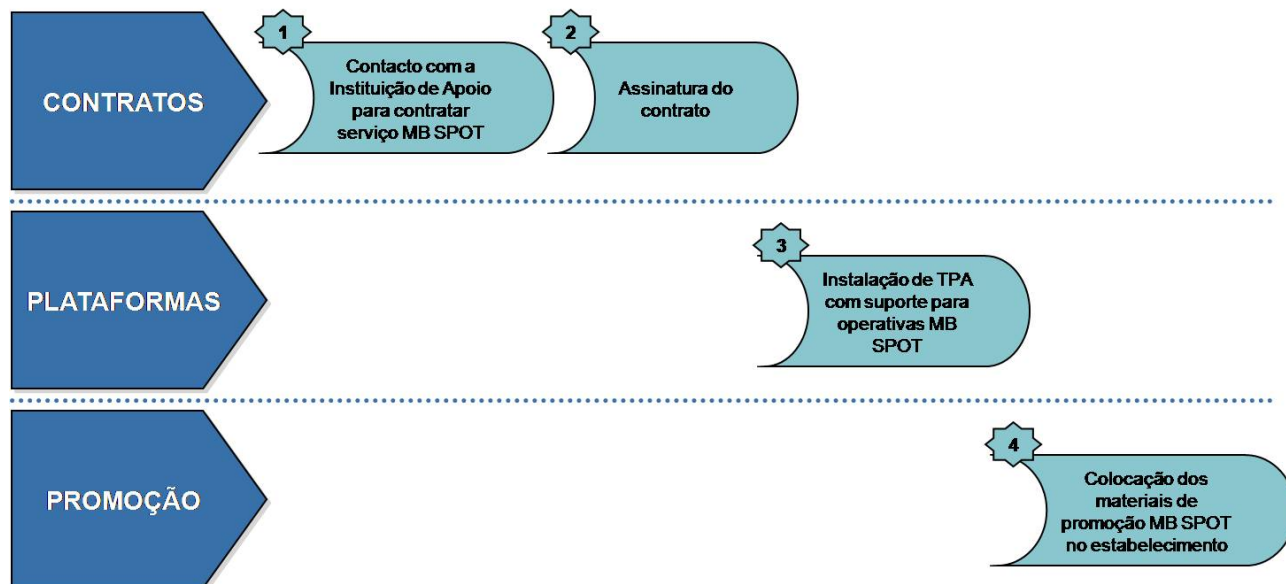 1
2
CONTRATOS
Contacto com a
Instituição de Apoio
para contratar
serviço MB SPOT
Assinatura do
contrato
3
PLATAFORMAS
Instalação de TPA
com suporte para
operativas MB
SPOT
4
PROMOÇÃO
Colocação dos
materiais de
promoção MB SPOT
no estabelecimento